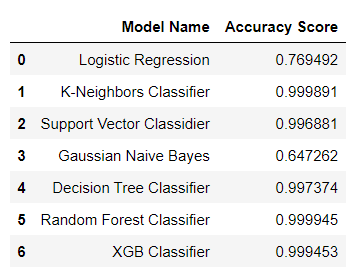 Model Name Accuracy Score
0 Logistic Regression 0.769492
1 K-Neighbors Classifier 0.999891
2 Support Vector Classidier 0.996881
3 Gaussian Naive Bayes 0.647262
4 Decision Tree Classifier 0.997374
5 Random Forest Classifier 0.999945
6 XGB Classifier 0.999453